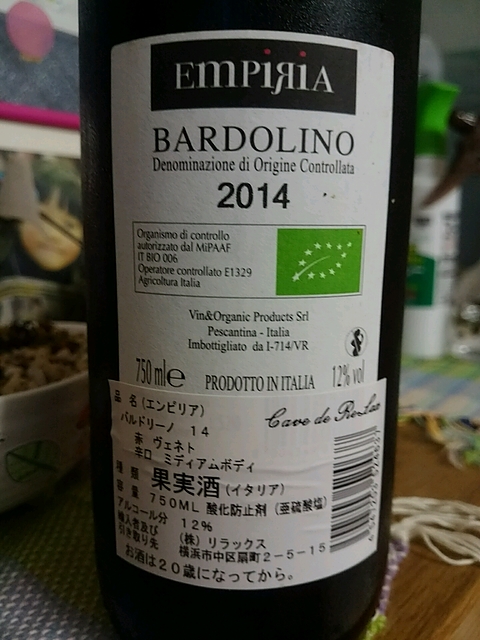 EMPIRIA
BARDOLINO
Denominazione di Origine Controllata
2014
Organismo di controllo
autorizzato dal MiPAAF
IT BIO 006
Operatore controllato E1329
Agricoltura Italia
Vin&Organic Products Srl
Pescantina - Italia
Imbottigliato da I-714/VR
750 ml e PRODOTTO IN ITALIA 12% vol
品 名 (エンピリア)
バルドリーノ 14
Cave de ReLax
赤 ヴェネト
辛口 ミディアムボディ
種 類 果実酒 (イタリア)
容 量 750ML 酸化防止剤 (亜硫酸塩)
アルコール分 12%
輸入者及び (株) リラックス
引き取り先 横浜市中区扇町2-5-15
お酒は20歳になってから。